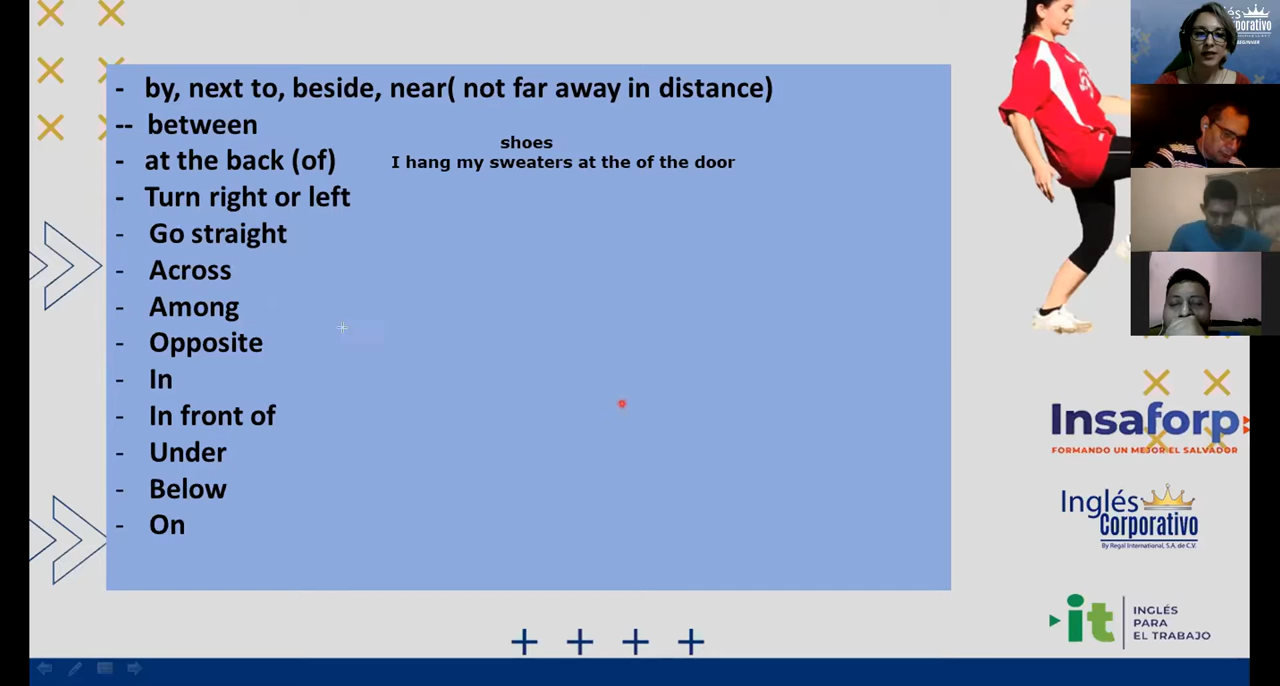 - by, next to, beside, near( not far away in distance)
-- between
shoes
- at the back (of)
I hang my sweaters at the of the door
- Turn right or left
- Go straight
- Across
- Among
- Opposite
- In
- In front of
- Under
- Below
- On
Insaforp
FORMANDO UN MEJOR EL SALVADOR
Inglés
Corporativo
By Regal International, S.A. de C.V.
it
INGLÉS
PARA
EL TRABAJO